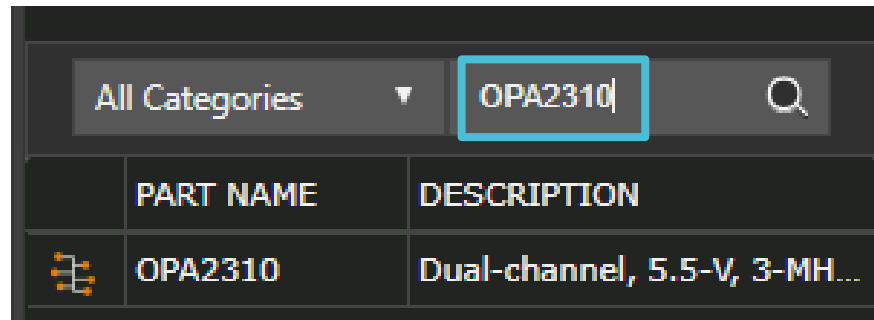 All Categories ▼ OPA2310
PART NAME DESCRIPTION
OPA2310 Dual-channel, 5.5-V, 3-MH...